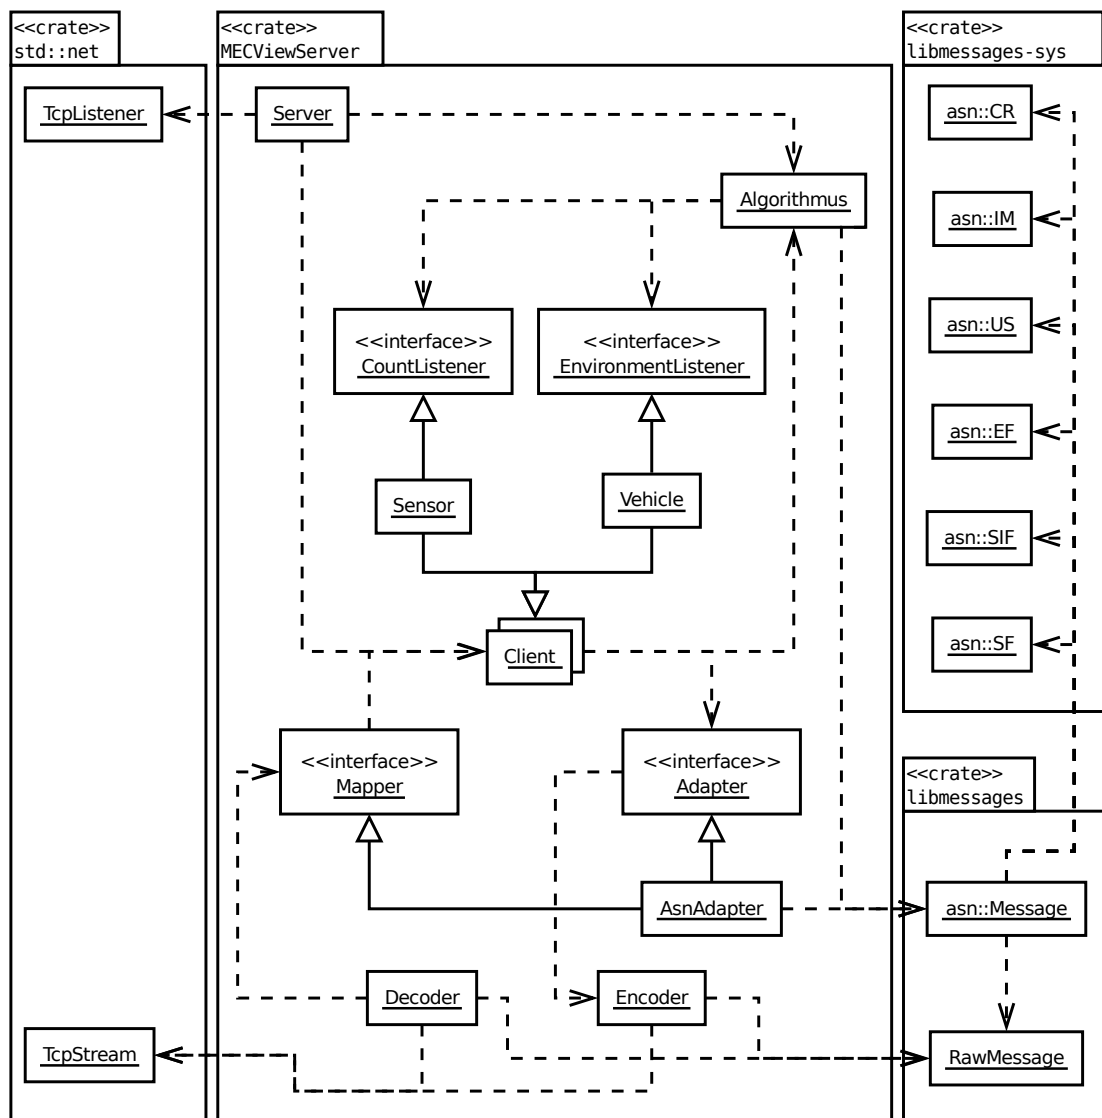 <<crate>>
std::net
<<crate>>
MECViewServer
<<crate>>
libmessages-sys
TcpListener
Server
asn::CR
Algorithmus
asn::IM
<<interface>>
CountListener
<<interface>>
EnvironmentListener
asn::US
asn::EF
Sensor
Vehicle
asn::SIF
Client
asn::SF
<<interface>>
Mapper
<<interface>>
Adapter
<<crate>>
libmessages
AsnAdapter
asn::Message
Decoder
Encoder
TcpStream
RawMessage